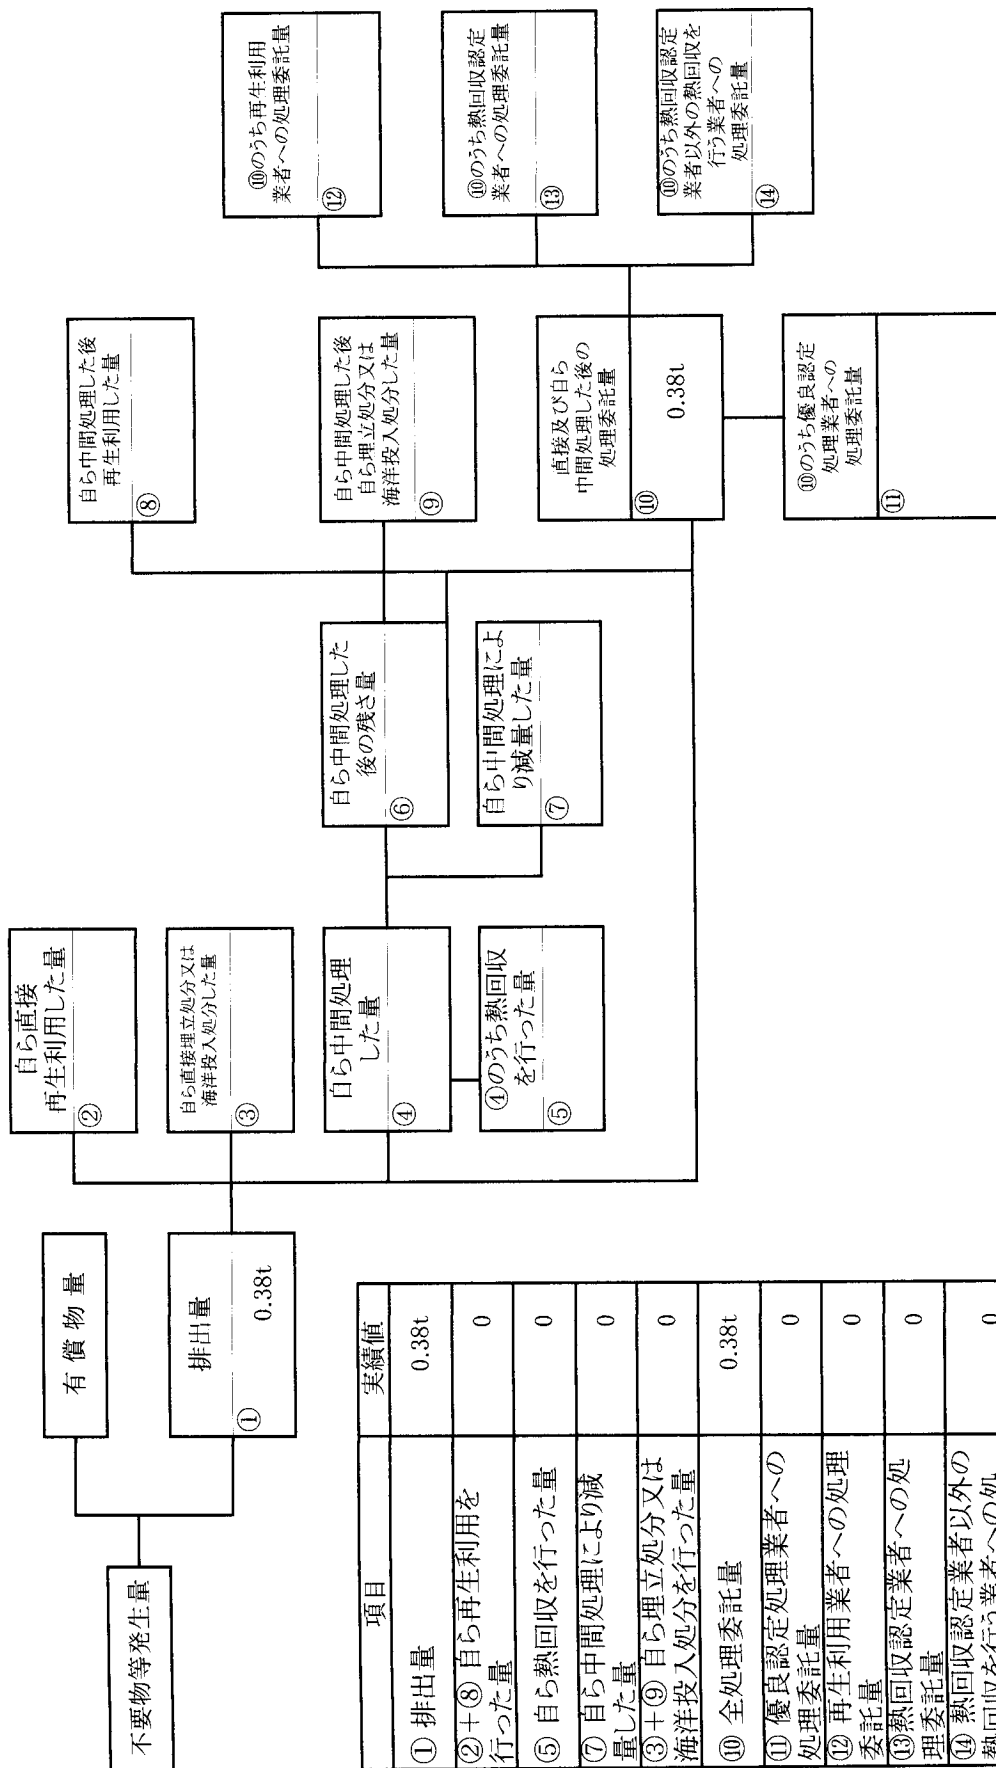 不要物等発生量
有償物量
排出量
①
0.38t
自ら直接
再生利用した量
②
自ら直接埋立処分又は
海洋投入処分した量
③
自ら中間処理
した量
④
④のうち熱回収
を行った量
⑤
自ら中間処理した
後の残さ量
⑥
自ら中間処理によ
り減量した量
⑦
自ら中間処理した後
再生利用した量
⑧
自ら中間処理した後
自ら埋立処分又は
海洋投入処分した量
⑨
直接及び自ら
中間処理した後の
処理委託量
⑩
0.38t
⑩のうち優良認定
処理業者への
処理委託量
⑪
⑩のうち再生利用
業者への処理委託量
⑫
⑩のうち熱回収認定
業者への処理委託量
⑬
⑩のうち熱回収認定
業者以外の熱回収を
行う業者への
処理委託量
⑭
項目 実績値
① 排出量 0.38t
②+⑧ 自ら再生利用を
行った量 0
⑤ 自ら熱回収を行った量 0
⑦ 自ら中間処理により減
量した量 0
③+⑨ 自ら埋立処分又は
海洋投入処分を行った量 0
⑩ 全処理委託量 0.38t
⑪ 優良認定処理業者への
処理委託量 0
⑫ 再生利用業者への処理
委託量 0
⑬熱回収認定業者への処
理委託量 0
⑭ 熱回収認定業者以外の
熱回収を行う業者への処 0